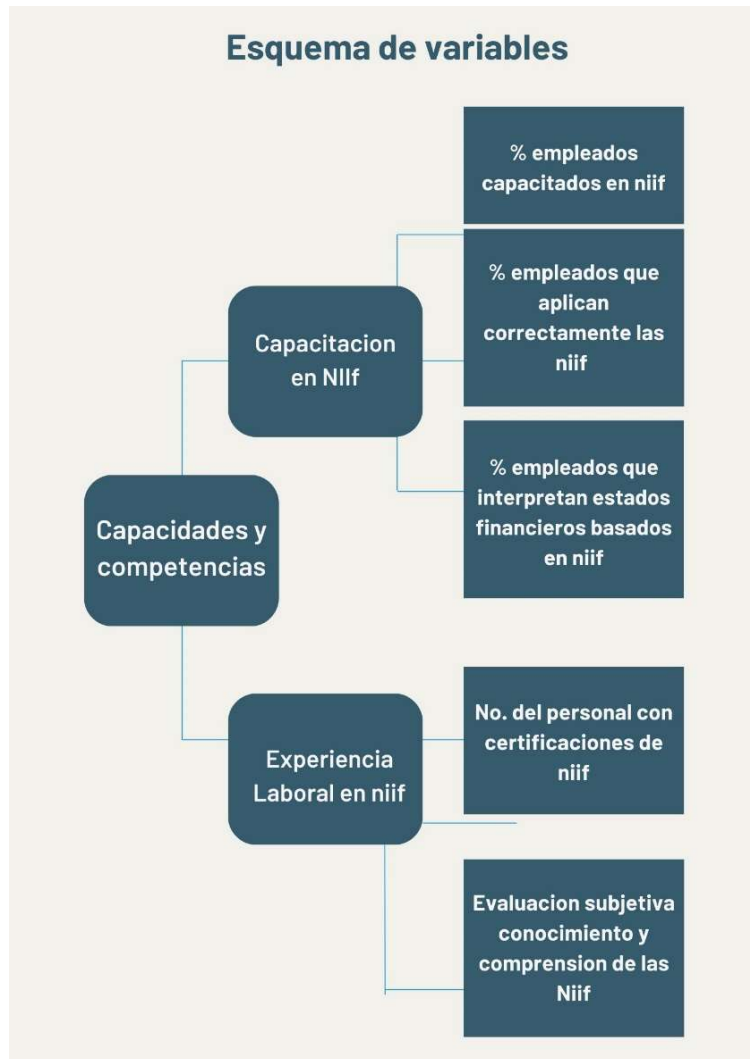 Esquema de variables
% empleados
capacitados en niif
% empleados que
aplican
correctamente las
niif
Capacitacion
en NIIf
% empleados que
interpretan estados
financieros basados
en niif
Capacidades y
competencias
No. del personal con
certificaciones de
niif
Experiencia
Laboral en niif
Evaluacion subjetiva
conocimiento y
comprension de las
Niif